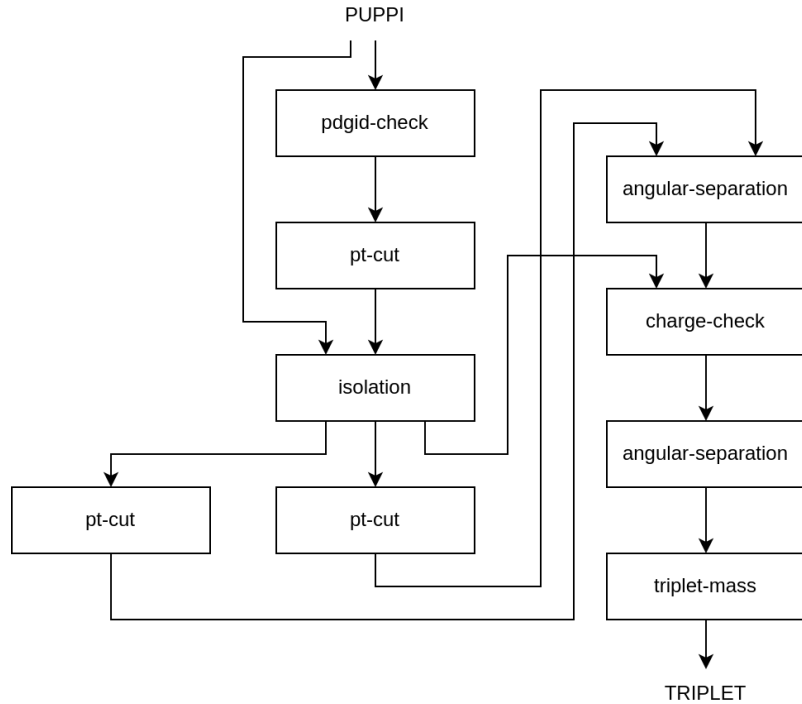 PUPPI
pdgid-check
pt-cut
isolation
pt-cut
pt-cut
angular-separation
charge-check
angular-separation
triplet-mass
TRIPLET